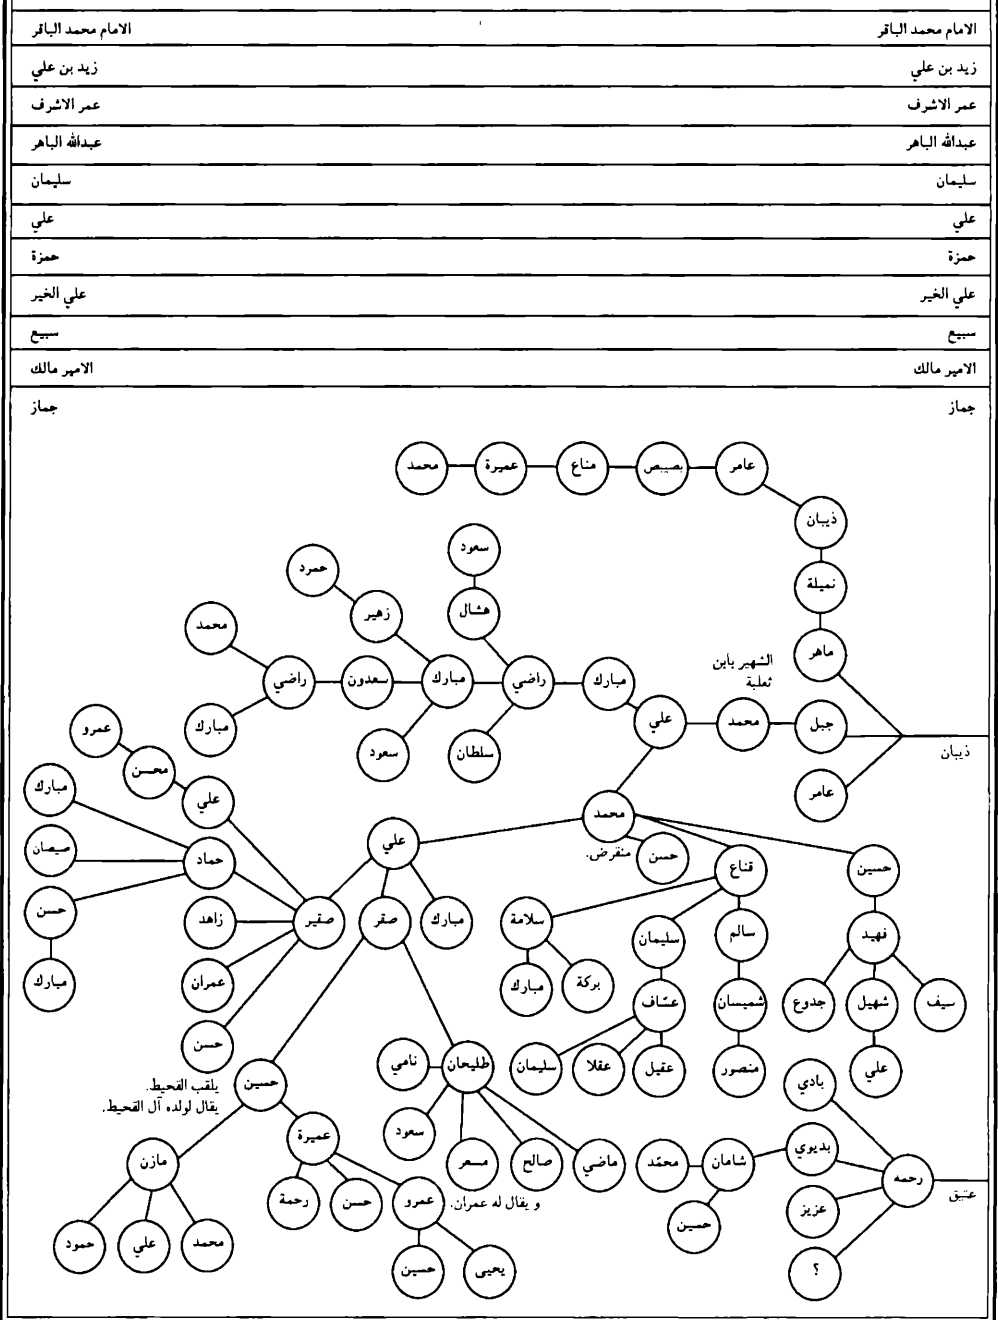 الامام محمد الباقر الامام محمد الباقر
زيد بن علي زيد بن علي
عمر الاشرف عمر الاشرف
عبدالله الباهر عبدالله الباهر
سليمان سليمان
علي علي
حمزة حمزة
علي الخير علي الخير
سبيع سبيع
الامير مالك الامير مالك
جماز جماز
عامر بصيبص مناع عميرة محمد
ذيبان
سعود
حمرد
نميلة
هشال
زهير
محمد
ماهر
الشهير باين
ثعلبة
مبارك راضي مبارك سعدون راضي
جبل محمد علي
مبارك
عمرو
ذيبان
سلطان
سعود
محسن
مبارك
عامر
علي
محمد
علي
صيصان
حسن
منقرض.
حماد
حسين
قناع
حسن
زاهد
صقير
صقر
مبارك
سلامة
سليمان
سالم
فهيد
مبارك
عمران
مبارك
بركة
عسّاف
شميسان
جدوع
شهيل
سيف
حسن
نامي
طليحان
سليمان
عقلا
عقيل
منصور
علي
حسين
يلقب القحيط.
يقال لولده آل القحيط.
بادي
سعود
عميرة
مازن
مسعر
صالح
ماضي
محمّد
شامان
بديوي
رحمه
عتيق
رحمة
حسن
عمرو
و يقال له عمران.
عزيز
حسين
حمود
علي
محمد
حسين
يحيى
؟